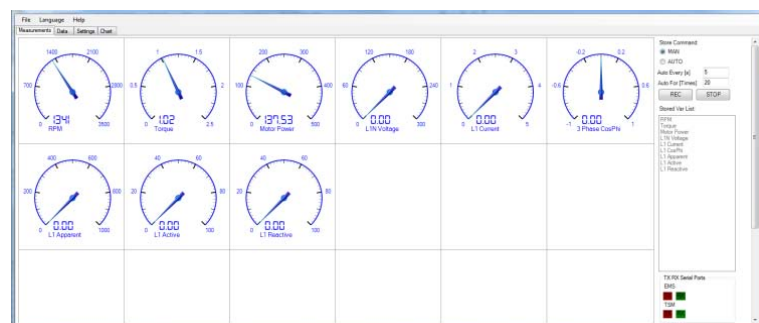 File Language Help
Measurements Data Settings Chart
1400 2100
700 2800
0 1341 3500
RPM
1 1.5
0.5 2
0 1.02 2.5
Torque
200 300
100 400
0 137.53 500
Motor Power
120 180
60 240
0 0.00 300
L1N Voltage
2 3
1 4
0 0.00 5
L1 Current
-0.2 0.2
-0.6 0.6
-1 0.00 1
3 Phase CosPhi
400 600
200 800
0 0.00 1000
L1 Apparent
40 60
20 80
0 0.00 100
L1 Active
40 60
20 80
0 0.00 100
L1 Reactive
Store Command
MAN
AUTO
Auto Every [s] 5
Auto For [Times] 20
REC STOP
Stored Var List
RPM
Torque
Motor Power
L1N Voltage
L1 Current
L1 CosPhi
L1 Apparent
L1 Active
L1 Reactive
TX RX Serial Ports
EMS
TSM